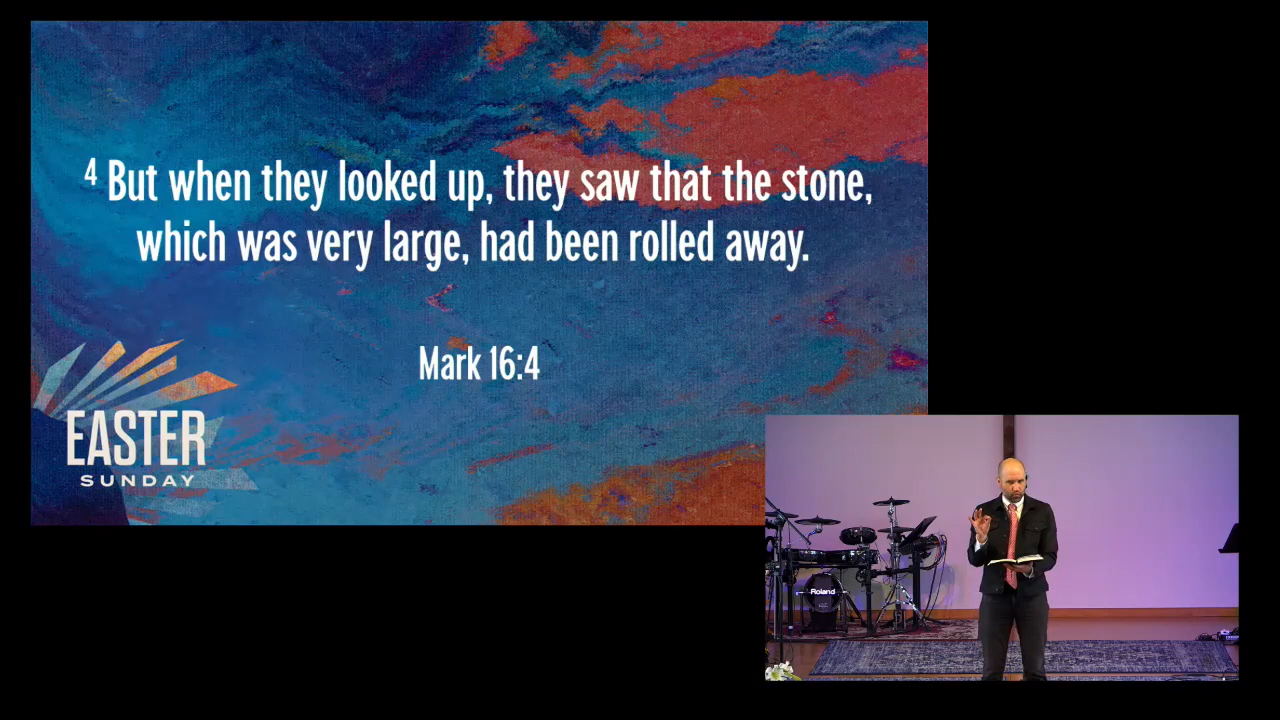 4 But when they looked up, they saw that the stone,
which was very large, had been rolled away.
Mark 16:4
EASTER
SUNDAY
Roland